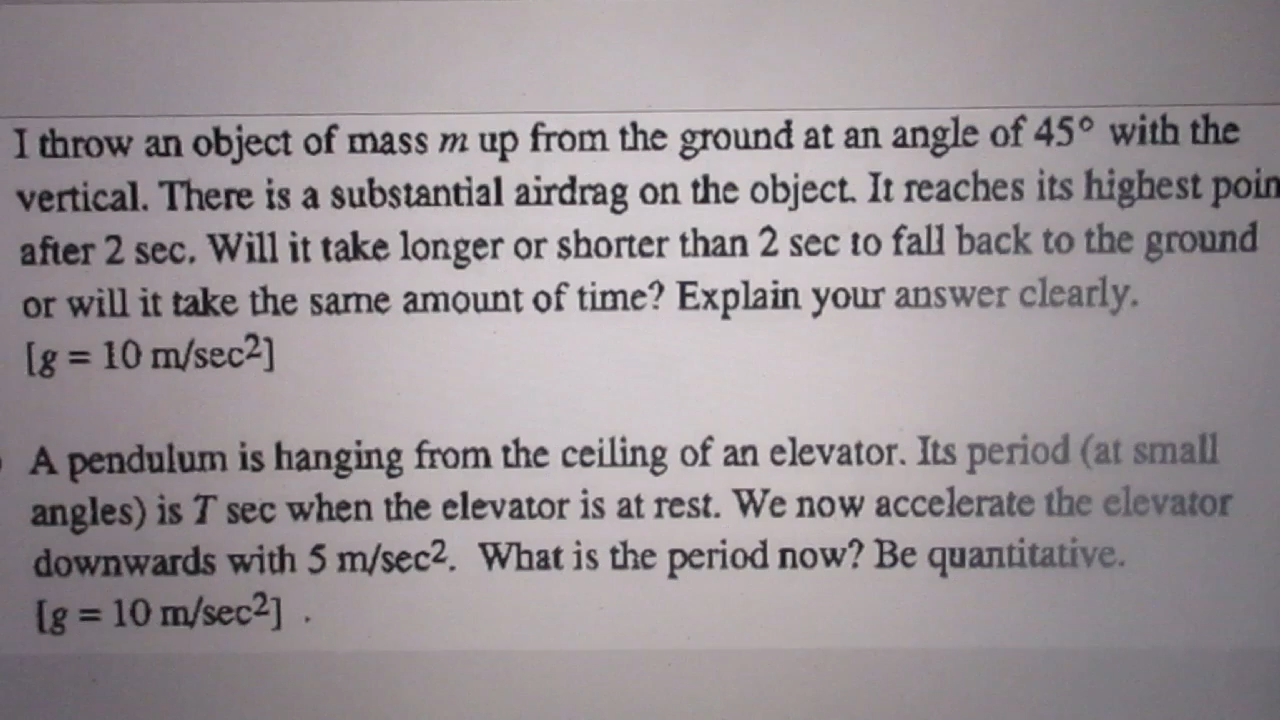 I throw an object of mass m up from the ground at an angle of 45° with the
vertical. There is a substantial airdrag on the object. It reaches its highest poin
after 2 sec. Will it take longer or shorter than 2 sec to fall back to the ground
or will it take the same amount of time? Explain your answer clearly.
[g = 10 m/sec²]
A pendulum is hanging from the ceiling of an elevator. Its period (at small
angles) is T sec when the elevator is at rest. We now accelerate the elevator
downwards with 5 m/sec². What is the period now? Be quantitative.
[g = 10 m/sec²] .